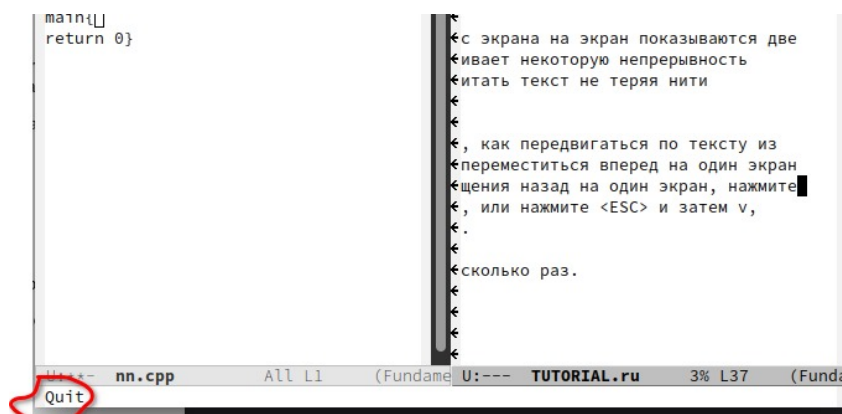 main{
return 0}
с экрана на экран показываются две
ивает некоторую непрерывность
итать текст не теряя нити
, как передвигаться по тексту из
переместиться вперед на один экран
щения назад на один экран, нажмите
, или нажмите <ESC> и затем v,
.
сколько раз.
U:**- nn.cpp All L1 (Fundame
U:--- TUTORIAL.ru 3% L37 (Funda
Quit